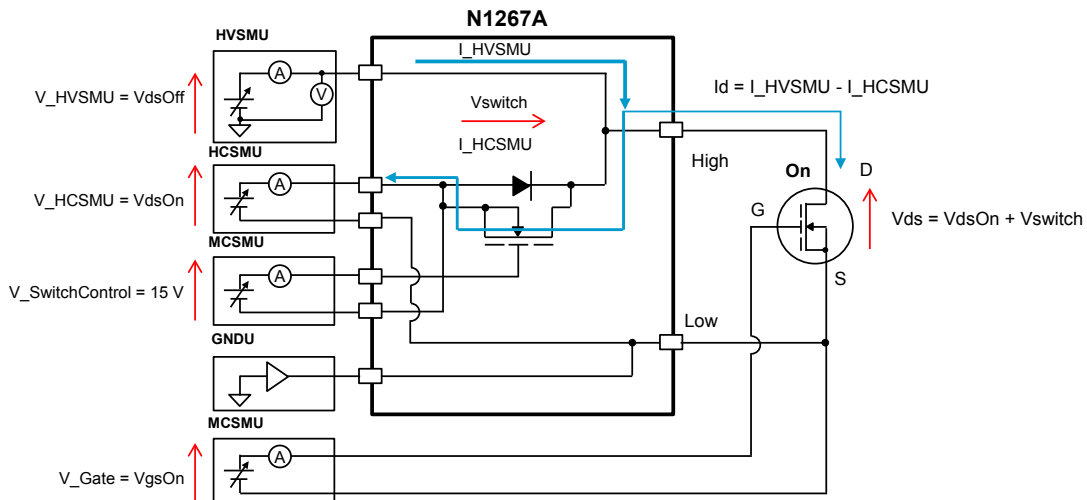 N1267A
HVSMU
I_HVSMU
A
V
V_HVSMU = VdsOff
Id = I_HVSMU - I_HCSMU
Vswitch
HCSMU
I_HCSMU
High
A
On
D
V_HCSMU = VdsOn
G
Vds = VdsOn + Vswitch
MCSMU
A
S
V_SwitchControl = 15 V
Low
GNDU
MCSMU
A
V_Gate = VgsOn